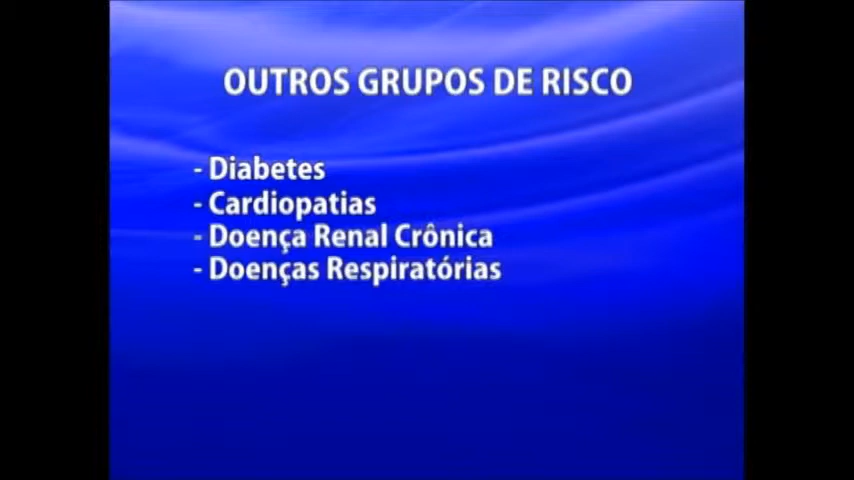 OUTROS GRUPOS DE RISCO
- Diabetes
- Cardiopatias
- Doença Renal Crônica
- Doenças Respiratórias